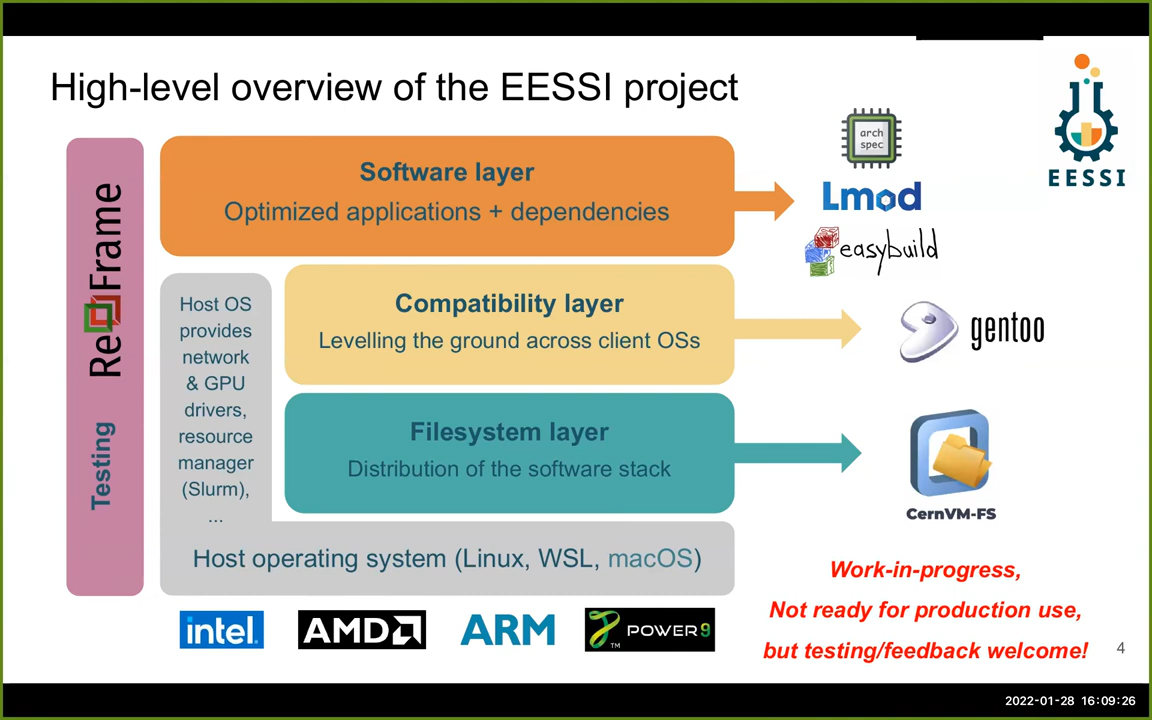 High-level overview of the EESSI project
EESSI
ReFrame
Testing
Software layer
Optimized applications + dependencies
arch
spec
Lmod
easybuild
Host OS
provides
network
& GPU
drivers,
resource
manager
(Slurm),
...
Compatibility layer
Levelling the ground across client OSs
gentoo
Filesystem layer
Distribution of the software stack
CernVM-FS
Host operating system (Linux, WSL, macOS)
intel.
AMD
ARM
POWER9
TM
Work-in-progress,
Not ready for production use,
but testing/feedback welcome!
4
2022-01-28 16:09:26